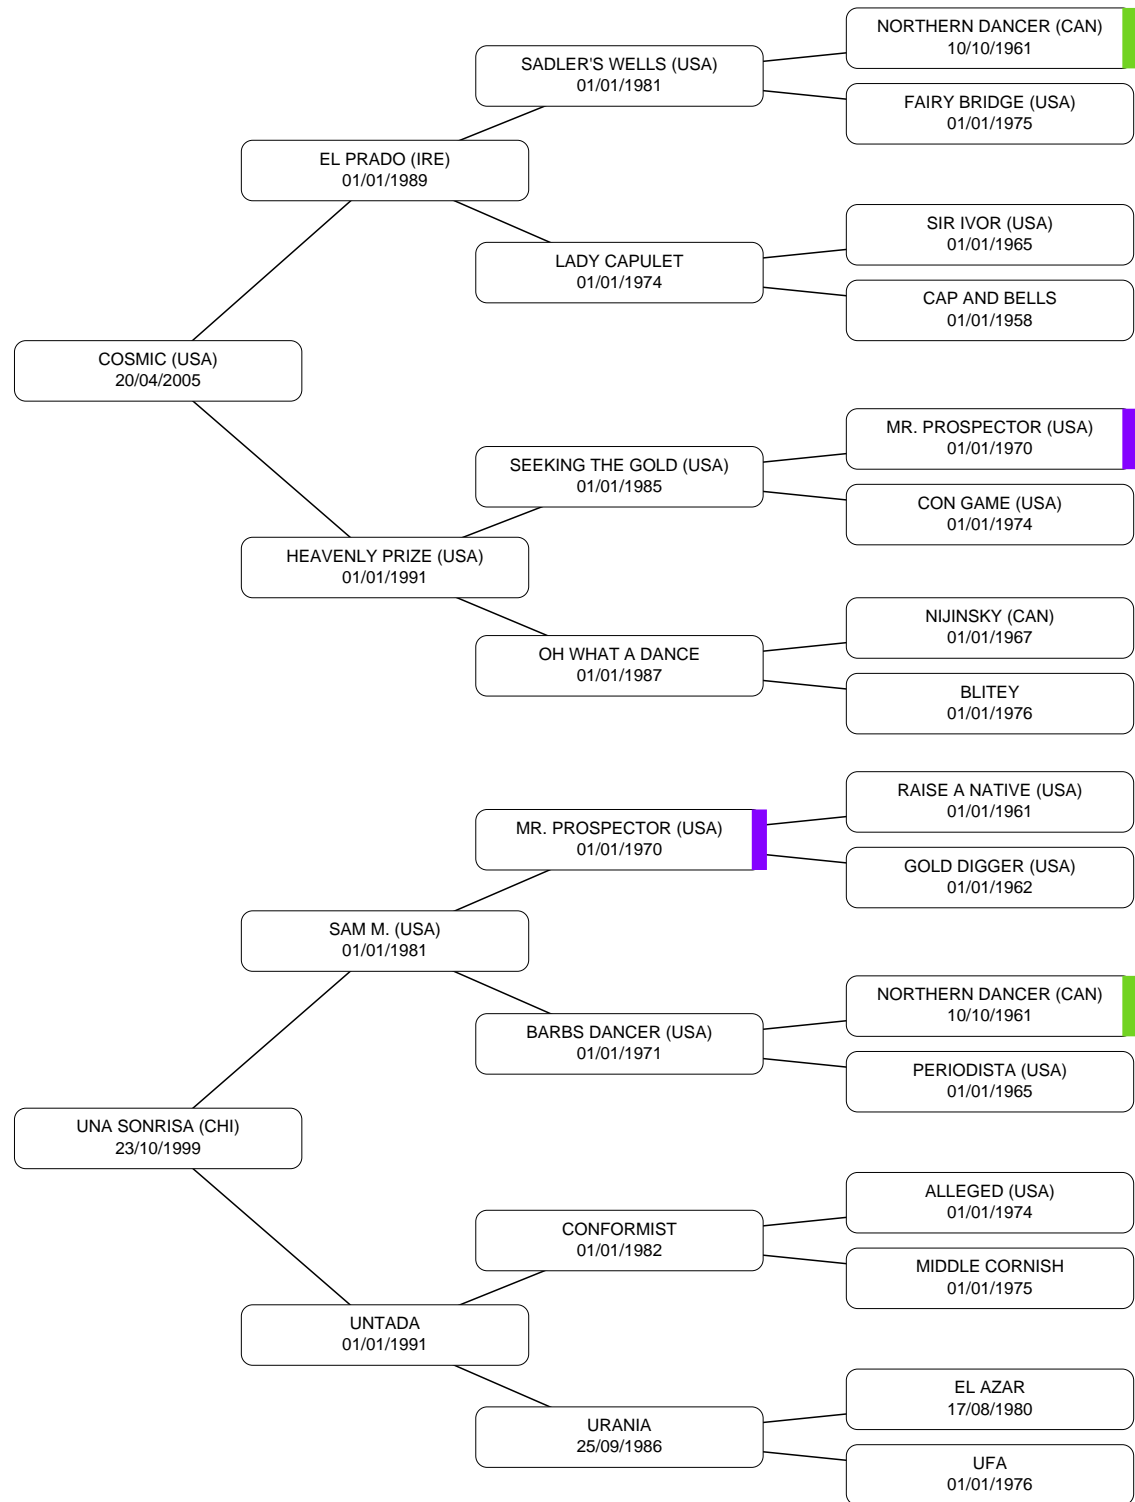 NORTHERN DANCER (CAN)
10/10/1961
SADLER'S WELLS (USA)
01/01/1981
FAIRY BRIDGE (USA)
01/01/1975
EL PRADO (IRE)
01/01/1989
SIR IVOR (USA)
01/01/1965
LADY CAPULET
01/01/1974
CAP AND BELLS
01/01/1958
COSMIC (USA)
20/04/2005
MR. PROSPECTOR (USA)
01/01/1970
SEEKING THE GOLD (USA)
01/01/1985
CON GAME (USA)
01/01/1974
HEAVENLY PRIZE (USA)
01/01/1991
NIJINSKY (CAN)
01/01/1967
OH WHAT A DANCE
01/01/1987
BLITEY
01/01/1976
RAISE A NATIVE (USA)
01/01/1961
MR. PROSPECTOR (USA)
01/01/1970
GOLD DIGGER (USA)
01/01/1962
SAM M. (USA)
01/01/1981
NORTHERN DANCER (CAN)
10/10/1961
BARBS DANCER (USA)
01/01/1971
PERIODISTA (USA)
01/01/1965
UNA SONRISA (CHI)
23/10/1999
ALLEGED (USA)
01/01/1974
CONFORMIST
01/01/1982
MIDDLE CORNISH
01/01/1975
UNTADA
01/01/1991
EL AZAR
17/08/1980
URANIA
25/09/1986
UFA
01/01/1976